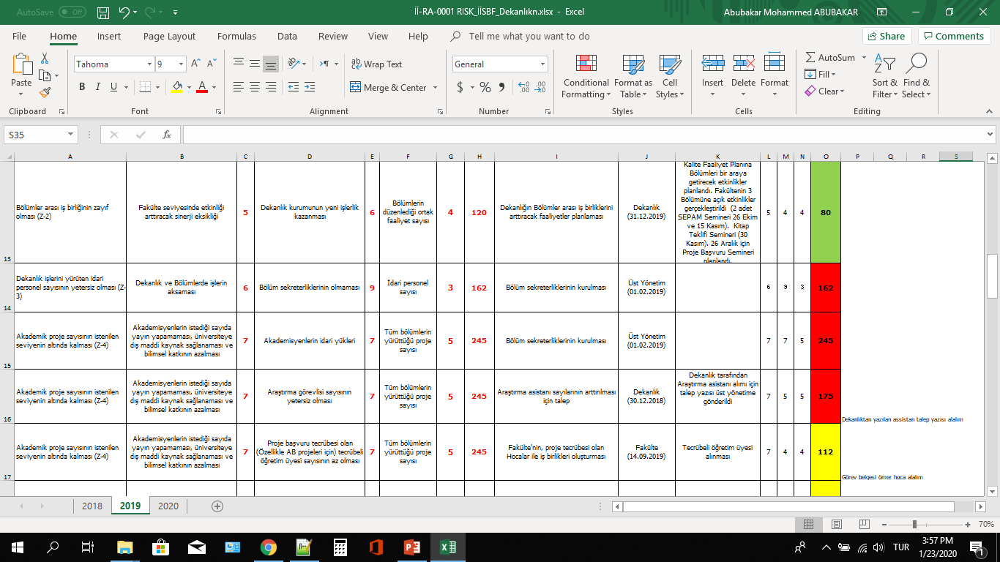 AutoSave Off İİ-RA-0001 RISK_İİSBF_Dekanlıkn.xlsx - Excel Abubakar Mohammed ABUBAKAR
File Home Insert Page Layout Formulas Data Review View Help Tell me what you want to do Share Comments
Paste Tahoma 9 Wrap Text General Conditional Format as Cell Insert Delete Format AutoSum Sort & Find &
B I U Merge & Center $ % Formatting Table Styles Fill Filter Select
Clear
Clipboard Font Alignment Number Styles Cells Editing
S35 fx
A B C D E F G H I J K L M N O P Q R S
13
Bölümler arası iş birliğinin zayıf
olması (Z-2)
Fakülte seviyesinde etkinliği
arttıracak sinerji eksikliği
5
Dekanlık kurumunun yeni işlerlik
kazanması
6
Bölümlerin
düzenlediği ortak
faaliyet sayısı
4
120
Dekanlığın Bölümler arası iş birliklerini
arttıracak faaliyetler planlaması
Dekanlık
(31.12.2019)
Kalite Faaliyet Planına
Bölümleri bir araya
getirecek etkinlikler
planlandı. Fakültenin 3
Bölümüne açık etkinlikler
gerçekleştirildi (2 adet
SEPAM Semineri 26 Ekim
ve 15 Kasım). Kitap
Teklifi Semineri (30
Kasım). 26 Aralık için
Proje Başvuru Semineri
planlandı.
5 4 4 80
14
Dekanlık işlerini yürüten idari
personel sayısının yetersiz olması (Z-
3)
Dekanlık ve Bölümlerde işlerin
aksaması
6
Bölüm sekreterliklerinin olmaması
9
İdari personel
sayısı
3
162
Bölüm sekreterliklerinin kurulması
Üst Yönetim
(01.02.2019)
6 9 3 162
15
Akademik proje sayısının istenilen
seviyenin altında kalması (Z-4)
Akademisyenlerin istediği sayıda
yayın yapamaması, üniversiteye
dış maddi kaynak sağlanaması ve
bilimsel katkının azalması
7
Akademisyenlerin idari yükleri
7
Tüm bölümlerin
yürüttüğü proje
sayısı
5
245
Bölüm sekreterliklerinin kurulması
Üst Yönetim
(01.02.2019)
7 7 5 245
16
Akademik proje sayısının istenilen
seviyenin altında kalması (Z-4)
Akademisyenlerin istediği sayıda
yayın yapamaması, üniversiteye
dış maddi kaynak sağlanaması ve
bilimsel katkının azalması
7
Araştırma görevlisi sayısının
yetersiz olması
7
Tüm bölümlerin
yürüttüğü proje
sayısı
5
245
Araştırma asistanı sayılarının arttırılması
için talep
Dekanlık
(30.12.2018)
Dekanlık tarafından
Araştırma asistanı alımı için
talep yazısı üst yönetime
gönderildi
7 5 5 175
Dekanlıktan yazılan assistan talep yazısı alalım
17
Akademik proje sayısının istenilen
seviyenin altında kalması (Z-4)
Akademisyenlerin istediği sayıda
yayın yapamaması, üniversiteye
dış maddi kaynak sağlanaması ve
bilimsel katkının azalması
7
Proje başvuru tecrübesi olan
(Özellikle AB projeleri için) tecrübeli
öğretim üyesi sayısının az olması
7
Tüm bölümlerin
yürüttüğü proje
sayısı
5
245
Fakülte'nin, proje tecrübesi olan
Hocalar ile iş birlikleri oluşturması
Fakülte
(14.09.2019)
Tecrübeli öğretim üyesi
alınması
7 4 4 112
Görev belgesi ömer hoca alalım
2018 2019 2020
70%
TUR 3:57 PM
1/23/2020
1